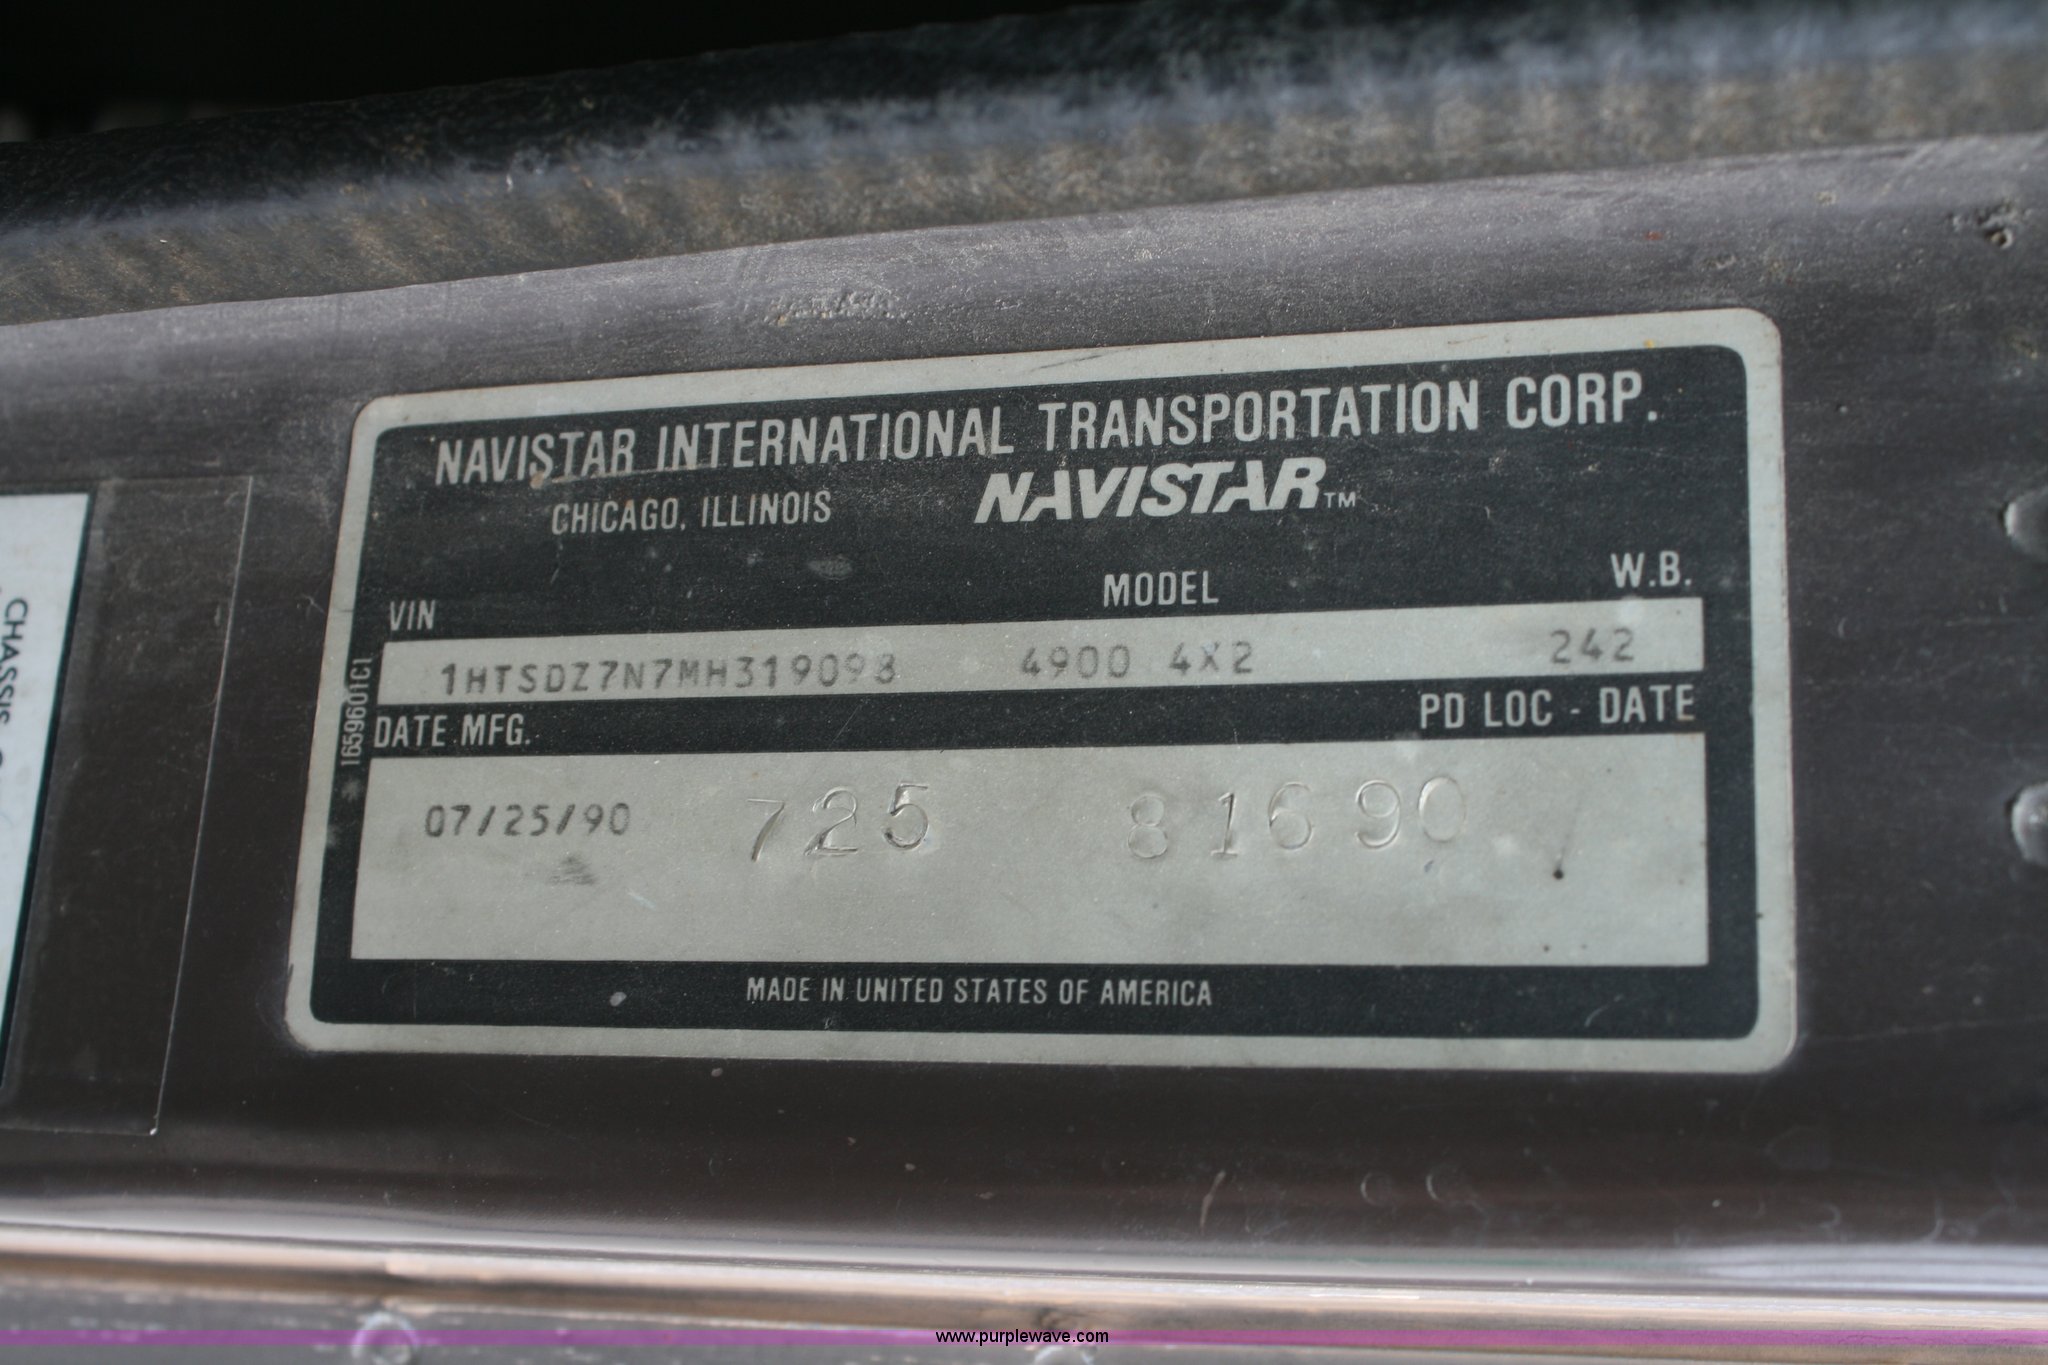 NAVISTAR INTERNATIONAL TRANSPORTATION CORP.
CHICAGO, ILLINOIS NAVISTAR™
VIN MODEL W.B.
1HTSDZ7N7MH319098 4900 4X2 242
DATE MFG. PD LOC - DATE
07/25/90 725 81690
MADE IN UNITED STATES OF AMERICA
1659601C1
CHASSIS
www.purplewave.com